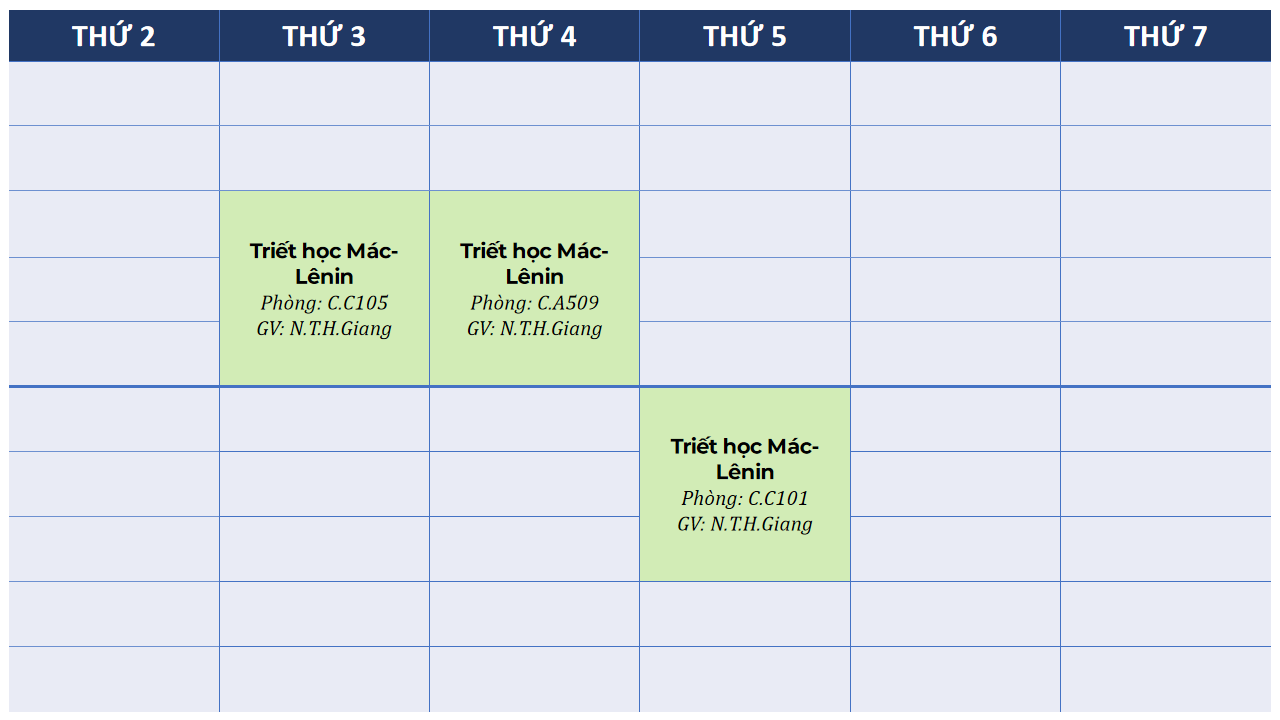 THỨ 2 THỨ 3 THỨ 4 THỨ 5 THỨ 6 THỨ 7
Triết học Mác-
Lênin
Phòng: C.C105
GV: N.T.H.Giang
Triết học Mác-
Lênin
Phòng: C.A509
GV: N.T.H.Giang
Triết học Mác-
Lênin
Phòng: C.C101
GV: N.T.H.Giang